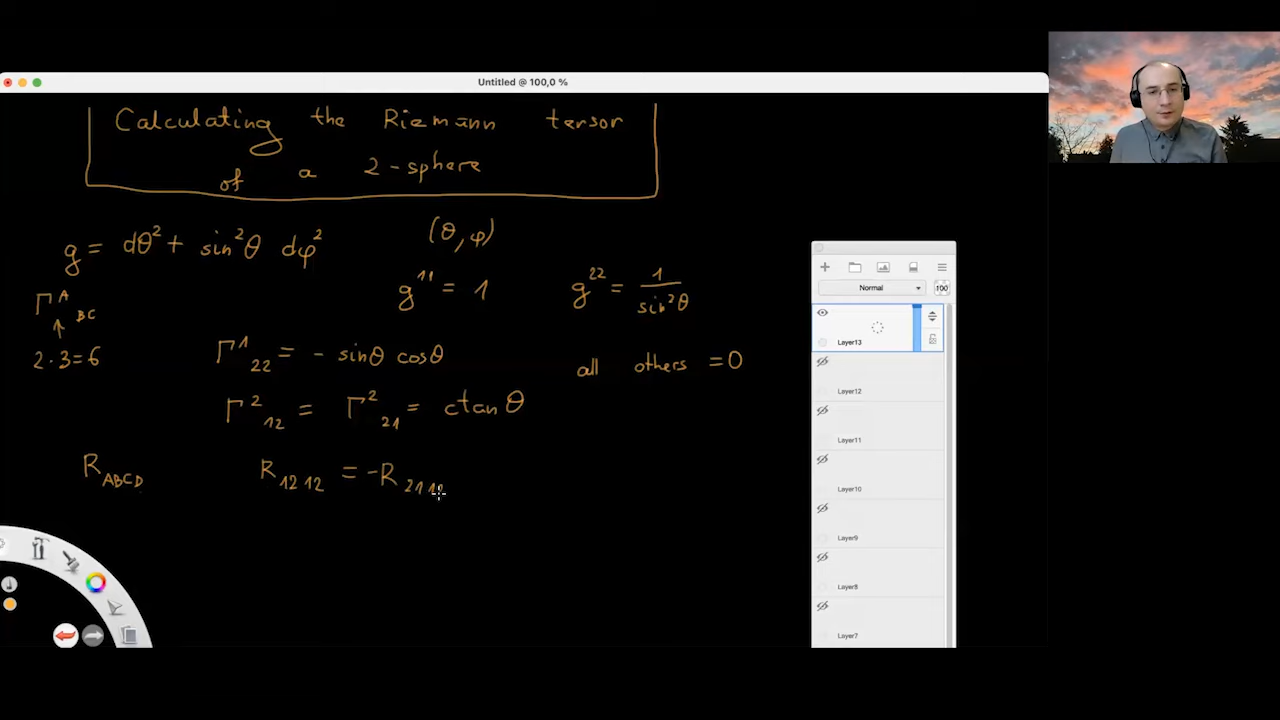 Untitled @ 100,0 %
Calculating the Riemann tensor
of a 2-sphere
g = dθ² + sin²θ dφ² (θ, φ)
Γ^A_BC g¹¹ = 1 g²² = 1/sin²θ
2·3=6 Γ¹₂₂ = - sinθ cosθ all others = 0
Γ²₁₂ = Γ²₂₁ = ctan θ
R_ABCD R₁₂₁₂ = -R₂₁₁₂
Normal 100
Layer13
Layer12
Layer11
Layer10
Layer9
Layer8
Layer7